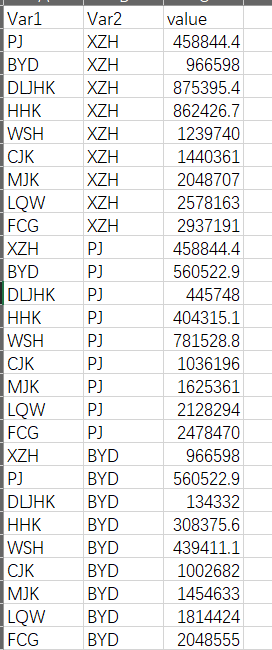 Var1 Var2 value
PJ XZH 458844.4
BYD XZH 966598
DLJHK XZH 875395.4
HHK XZH 862426.7
WSH XZH 1239740
CJK XZH 1440361
MJK XZH 2048707
LQW XZH 2578163
FCG XZH 2937191
XZH PJ 458844.4
BYD PJ 560522.9
DLJHK PJ 445748
HHK PJ 404315.1
WSH PJ 781528.8
CJK PJ 1036196
MJK PJ 1625361
LQW PJ 2128294
FCG PJ 2478470
XZH BYD 966598
PJ BYD 560522.9
DLJHK BYD 134332
HHK BYD 308375.6
WSH BYD 439411.1
CJK BYD 1002682
MJK BYD 1454633
LQW BYD 1814424
FCG BYD 2048555